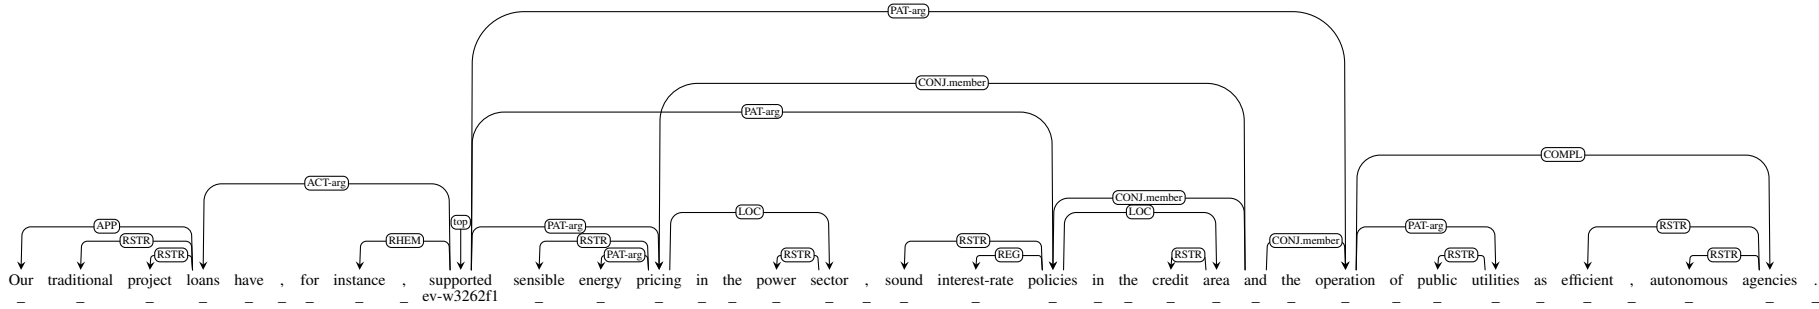 PAT-arg
CONJ.member
PAT-arg
COMPL
ACT-arg
CONJ.member
LOC LOC
top
APP PAT-arg PAT-arg RSTR
RSTR RHEM RSTR RSTR CONJ.member
RSTR PAT-arg RSTR REG RSTR RSTR RSTR
Our traditional project loans have , for instance , supported sensible energy pricing in the power sector , sound interest-rate policies in the credit area and the operation of public utilities as efficient , autonomous agencies .
_ _ _ _ _ _ _ _ _ ev-w3262f1 _ _ _ _ _ _ _ _ _ _ _ _ _ _ _ _ _ _ _ _ _ _ _ _ _ _ _